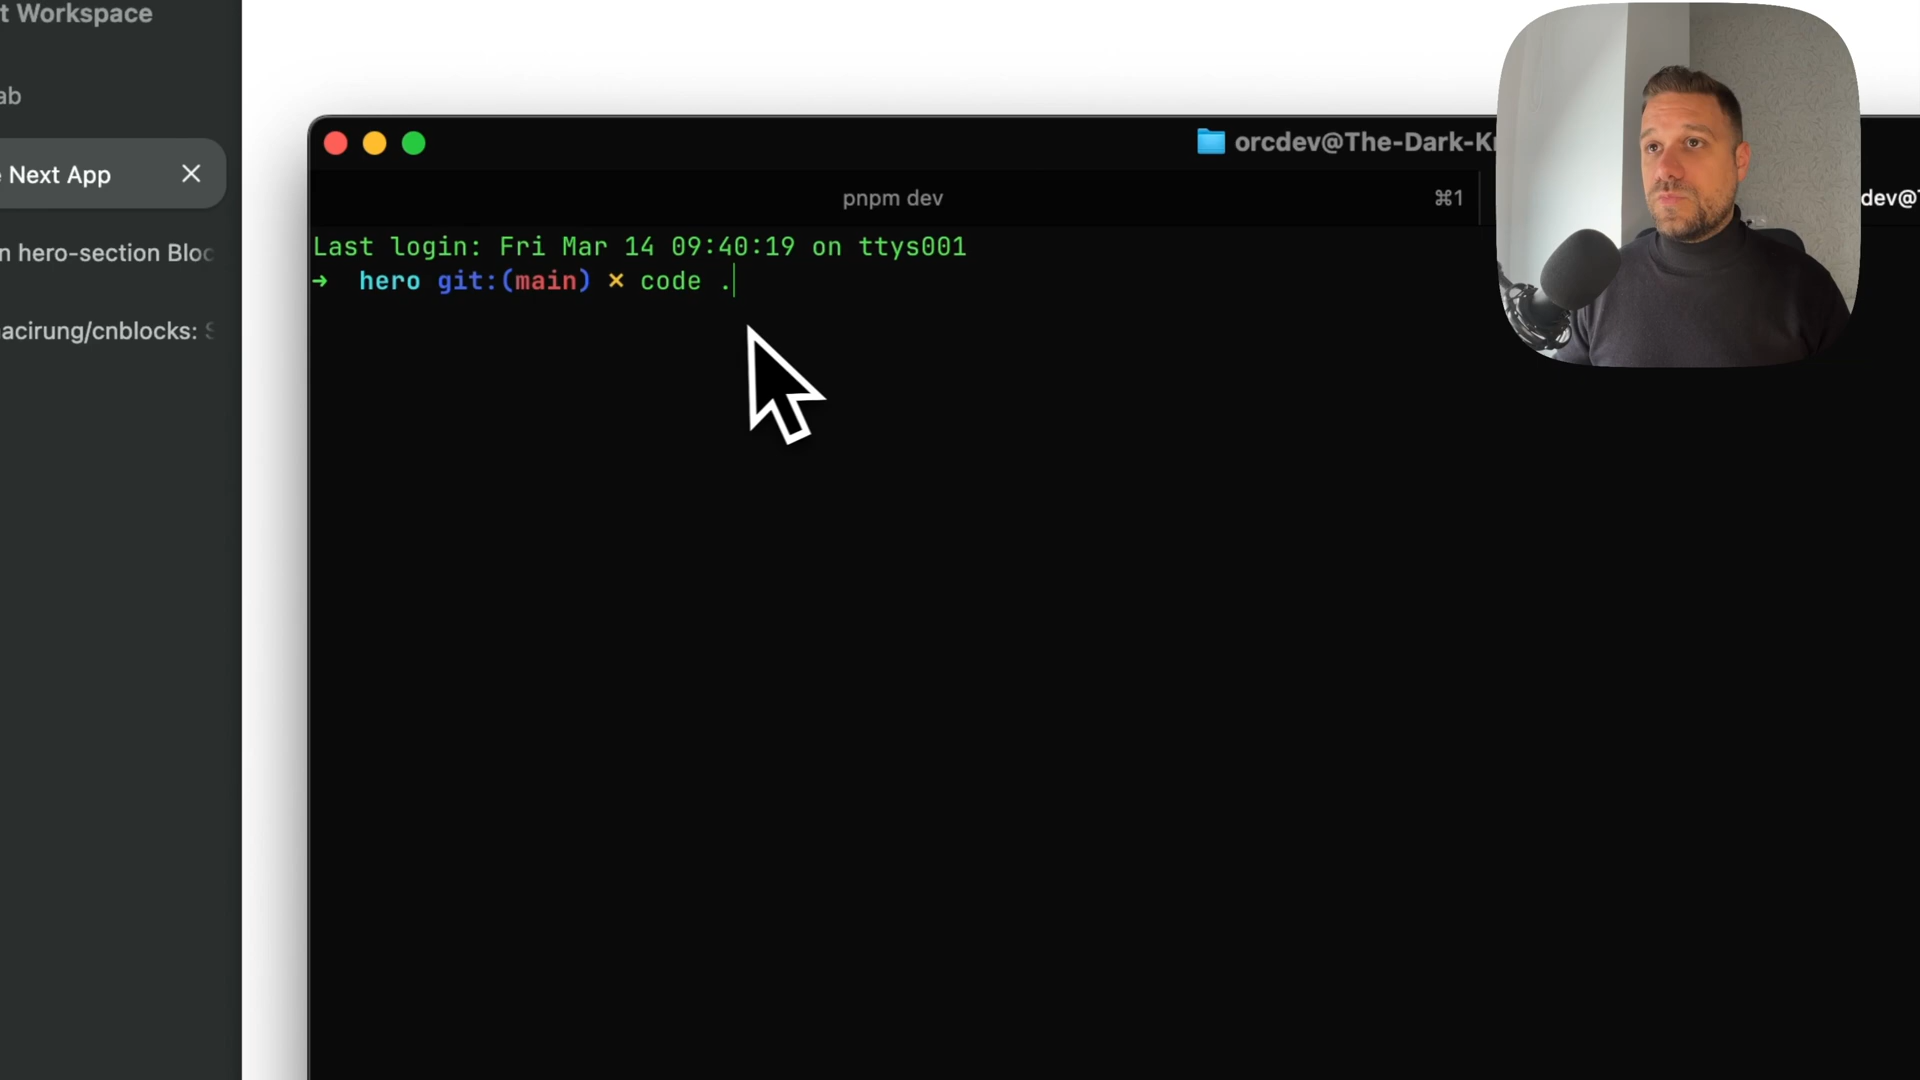 t Workspace
ab
Next App
n hero-section Bloc
acirung/cnblocks:
orcdev@The-Dark-Kr
pnpm dev
⌘1
dev@
Last login: Fri Mar 14 09:40:19 on ttys001
→ hero git:(main) × code .